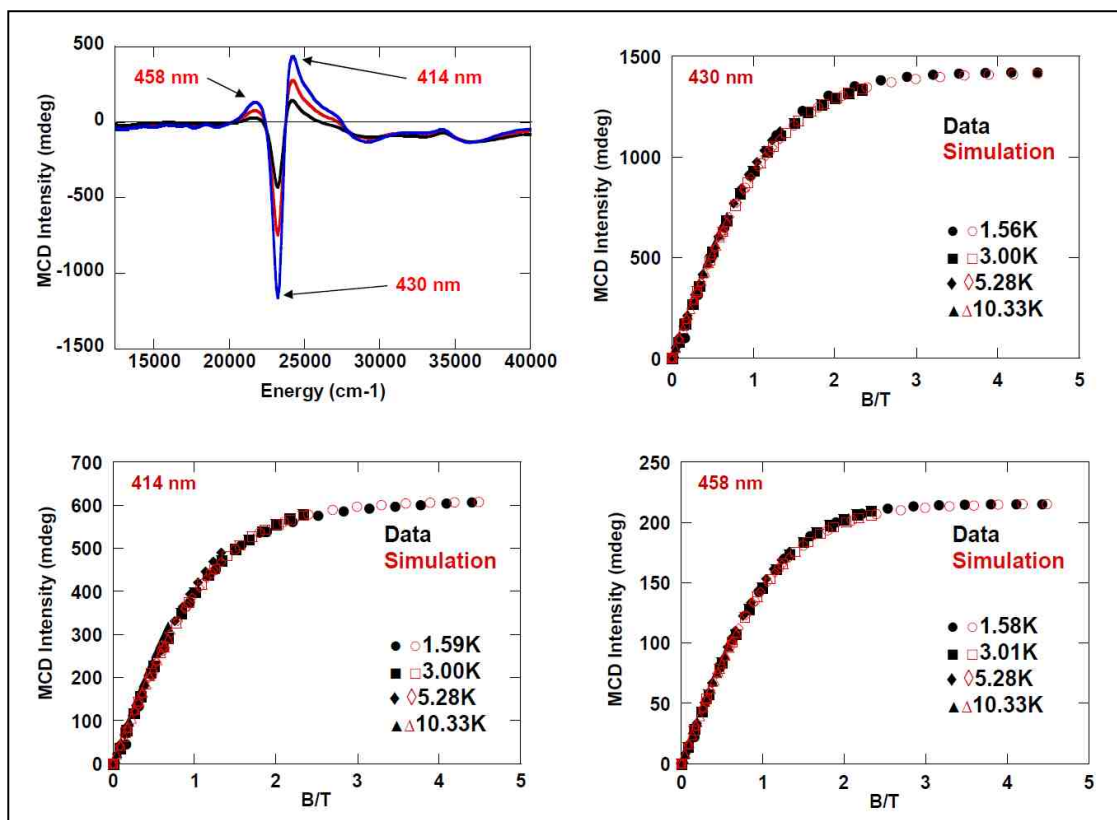 500
458 nm
414 nm
0
MCD Intensity (mdeg)
-500
-1000
430 nm
-1500
15000 20000 25000 30000 35000 40000
Energy (cm-1)
1500
430 nm
Data
Simulation
1000
MCD Intensity (mdeg)
1.56K
3.00K
500
5.28K
10.33K
0
0 1 2 3 4 5
B/T
700
414 nm
600
Data
500
Simulation
MCD Intensity (mdeg)
400
300
1.59K
3.00K
200
5.28K
100
10.33K
0
0 1 2 3 4 5
B/T
250
458 nm
200
Data
Simulation
MCD Intensity (mdeg)
150
100
1.58K
3.01K
50
5.28K
10.33K
0
0 1 2 3 4 5
B/T